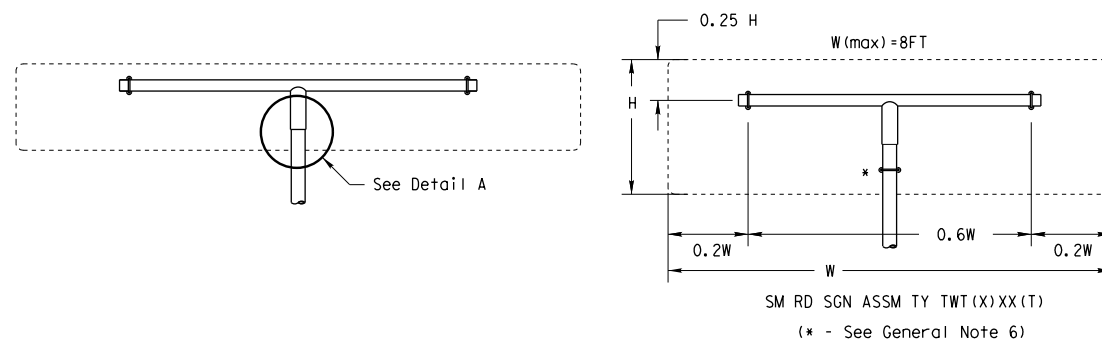 0.25 H
W(max)=8FT
H
See Detail A
*
0.2W
0.6W
0.2W
W
SM RD SGN ASSM TY TWT(X)XX(T)
(* - See General Note 6)